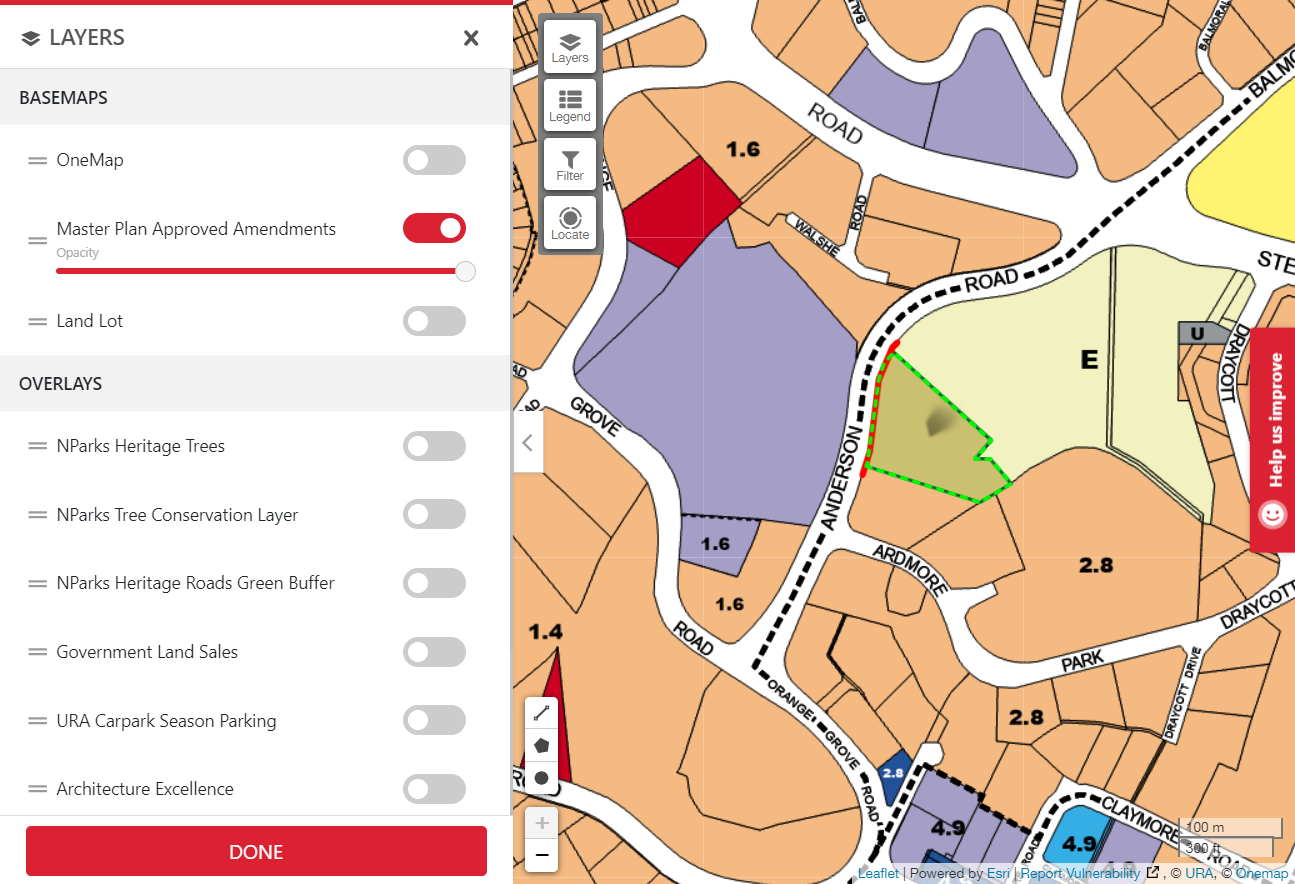 LAYERS
BASEMAPS
OneMap
Master Plan Approved Amendments
Opacity
Land Lot
OVERLAYS
NParks Heritage Trees
NParks Tree Conservation Layer
NParks Heritage Roads Green Buffer
Government Land Sales
URA Carpark Season Parking
Architecture Excellence
DONE
Layers
Legend
Filter
Locate
BALMORAL
BALMO
ROAD
1.6
WALSHE
ROAD
ROAD
STE
U
E
DRAYCOTT
Help us improve
AD
AD
GROVE
ANDERSON
1.6
1.6
ARDMORE
2.8
1.4
ROAD
PARK
DRAYCOTT
DRAYCOTT DRIVE
ORANGE
GROVE
ROAD
2.8
2.8
4.9
4.9
CLAYMORE
ROAD
100 m
300 ft
Leaflet | Powered by Esri | Report Vulnerability , © URA, © Onemap